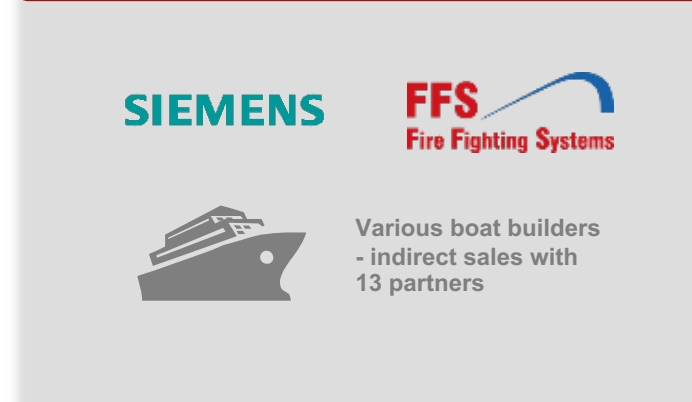 SIEMENS
FFS
Fire Fighting Systems
Various boat builders
- indirect sales with
13 partners